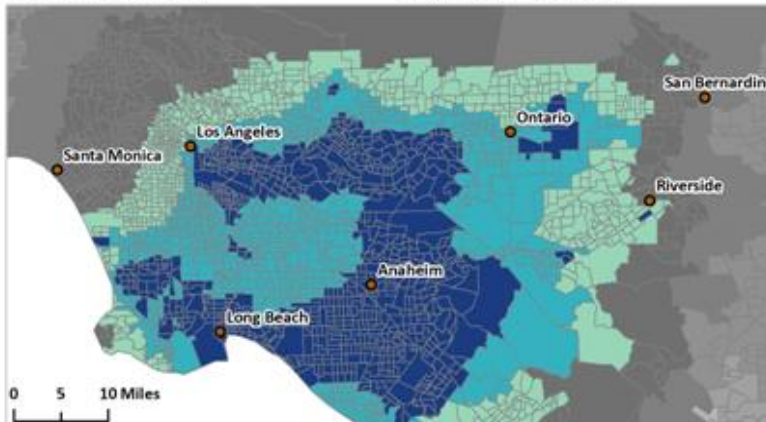 San Bernardin
Ontario
Los Angeles
Santa Monica
Riverside
Anaheim
Long Beach
0 5 10 Miles